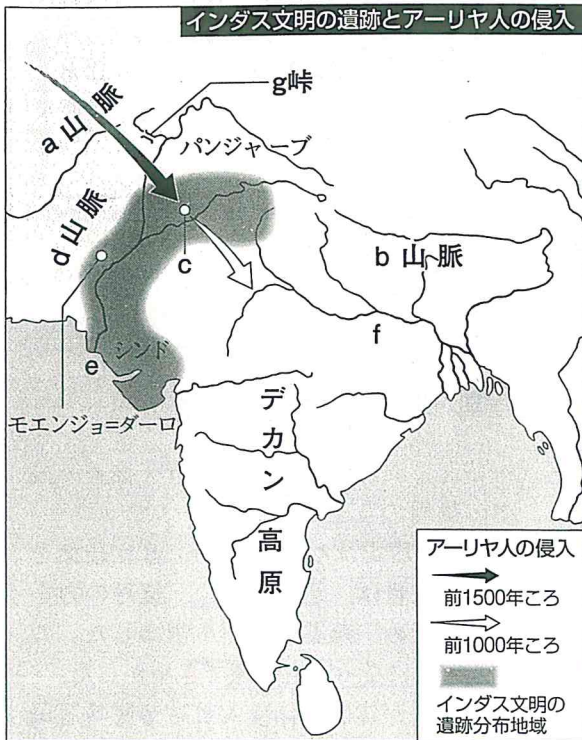 インダス文明の遺跡とアーリヤ人の侵入
g峠
a山脈
パンジャーブ
d山脈
c
b山脈
f
e
シンド
モエンジョ=ダーロ
デカン高原
アーリヤ人の侵入
前1500年ころ
前1000年ころ
インダス文明の
遺跡分布地域